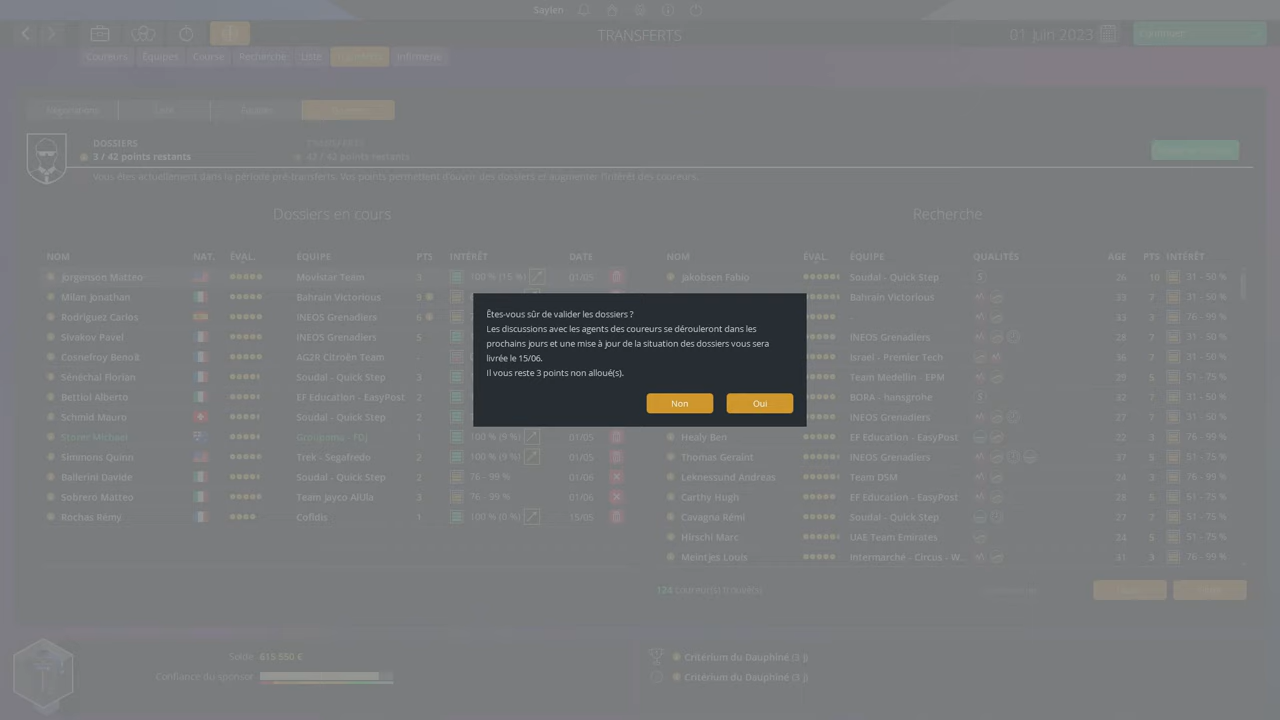 Saylen
TRANSFERTS
01 juin 2023
Continuer
Coureurs Équipes Course Recherche Liste Transferts Infirmerie
Négociations
DOSSIERS
3 / 42 points restants
TRANSFERTS
42 / 42 points restants
Vous êtes actuellement dans la période pré-transferts. Vos points permettent d'ouvrir des dossiers et augmenter l'intérêt des coureurs.
Dossiers en cours
NOM NAT. ÉVAL. ÉQUIPE PTS INTÉRÊT DATE
Jorgenson Matteo Movistar Team 3 100 % (15 %) 01/05
Milan Jonathan Bahrain Victorious 9
Rodriguez Carlos INEOS Grenadiers 6
Sivakov Pavel INEOS Grenadiers 5
Cosnefroy Benoît AG2R Citroën Team -
Sénéchal Florian Soudal - Quick Step 3
Bettiol Alberto EF Education - EasyPost 2
Schmid Mauro Soudal - Quick Step 2
Storer Michael Groupama - FDJ 1 100 % (9 %) 01/05
Simmons Quinn Trek - Segafredo 2 100 % (9 %) 01/05
Ballerini Davide Soudal - Quick Step 2 76 - 99 % 01/06
Sobrero Matteo Team Jayco AlUla 3 76 - 99 % 01/06
Rochas Rémy Cofidis 1 100 % (0 %) 15/05
Recherche
NOM ÉVAL. ÉQUIPE QUALITÉS AGE PTS INTÉRÊT
Jakobsen Fabio Soudal - Quick Step S 26 10 31 - 50 %
Bahrain Victorious 33 7 31 - 50 %
- 33 3 76 - 99 %
INEOS Grenadiers 28 7 31 - 50 %
Israel - Premier Tech 36 7 31 - 50 %
Team Medellín - EPM 29 5 51 - 75 %
BORA - hansgrohe S 32 7 31 - 50 %
INEOS Grenadiers 27 7 31 - 50 %
Healy Ben EF Education - EasyPost 22 3 76 - 99 %
Thomas Geraint INEOS Grenadiers 37 5 51 - 75 %
Leknessund Andreas Team DSM 24 3 76 - 99 %
Carthy Hugh EF Education - EasyPost 28 5 51 - 75 %
Cavagna Rémi Soudal - Quick Step 27 7 51 - 75 %
Hirschi Marc UAE Team Emirates 24 5 51 - 75 %
Meintjes Louis Intermarché - Circus - W... 31 3 76 - 99 %
124 coureur(s) trouvé(s)
Êtes-vous sûr de valider les dossiers ?
Les discussions avec les agents des coureurs se dérouleront dans les
prochains jours et une mise à jour de la situation des dossiers vous sera
livrée le 15/06.
Il vous reste 3 points non alloué(s).
Non Oui
Solde 615 550 €
Confiance du sponsor
Critérium du Dauphiné (3 j)
Critérium du Dauphiné (3 j)